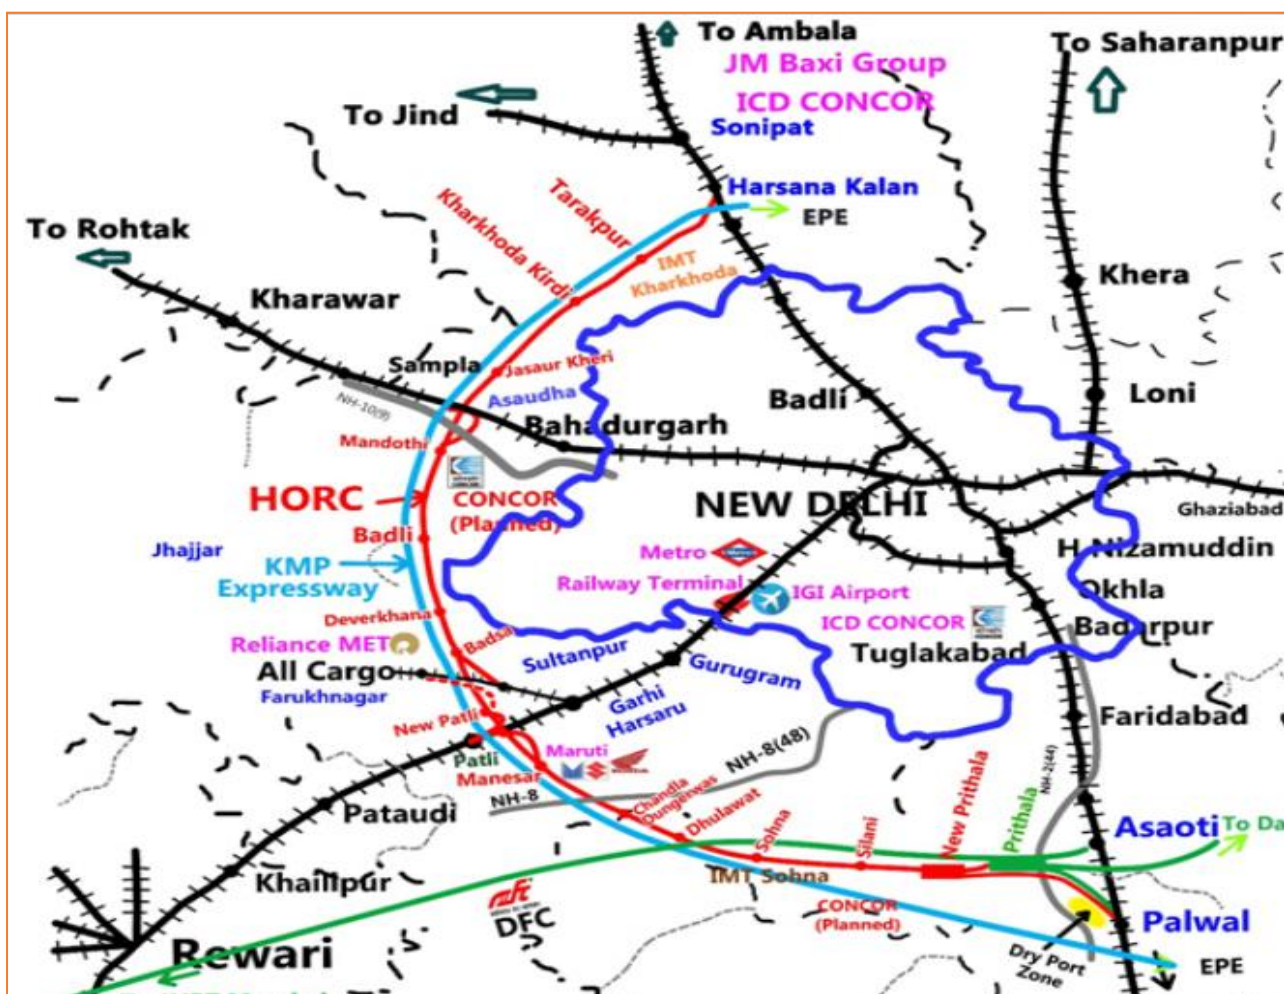 To Ambala
To Saharanpur
JM Baxi Group
ICD CONCOR
To Jind
Sonipat
Harsana Kalan
EPE
Tarakpur
Kharkhoda Kirdi
IMT
Kharkhoda
To Rohtak
Kharawar
Khera
Sampla
Jasaur Kheri
Asaudha
NH-10(9)
Badli
Loni
Bahadurgarh
Mandothi
HORC
CONCOR
(Planned)
NEW DELHI
Ghaziabad
Badli
Jhajjar
KMP
Expressway
Metro
H.Nizamuddin
Railway Terminal
IGI Airport
Okhla
Deverkhana
ICD CONCOR
Badarpur
Reliance MET
Badsa
Sultanpur
Tuglakabad
All Cargo
Gurugram
Farukhnagar
Garhi
Harsaru
New Patli
Faridabad
Patli
Maruti
NH-8(48)
Manesar
NH-8
NH-2(44)
Pataudi
Chandla
Dungerwas
Dhulawat
Sohna
Silani
New Prithala
Prithala
Asaoti
To Da
Khalilpur
IMT Sohna
DFC
CONCOR
(Planned)
Palwal
Rewari
Dry Port
Zone
EPE